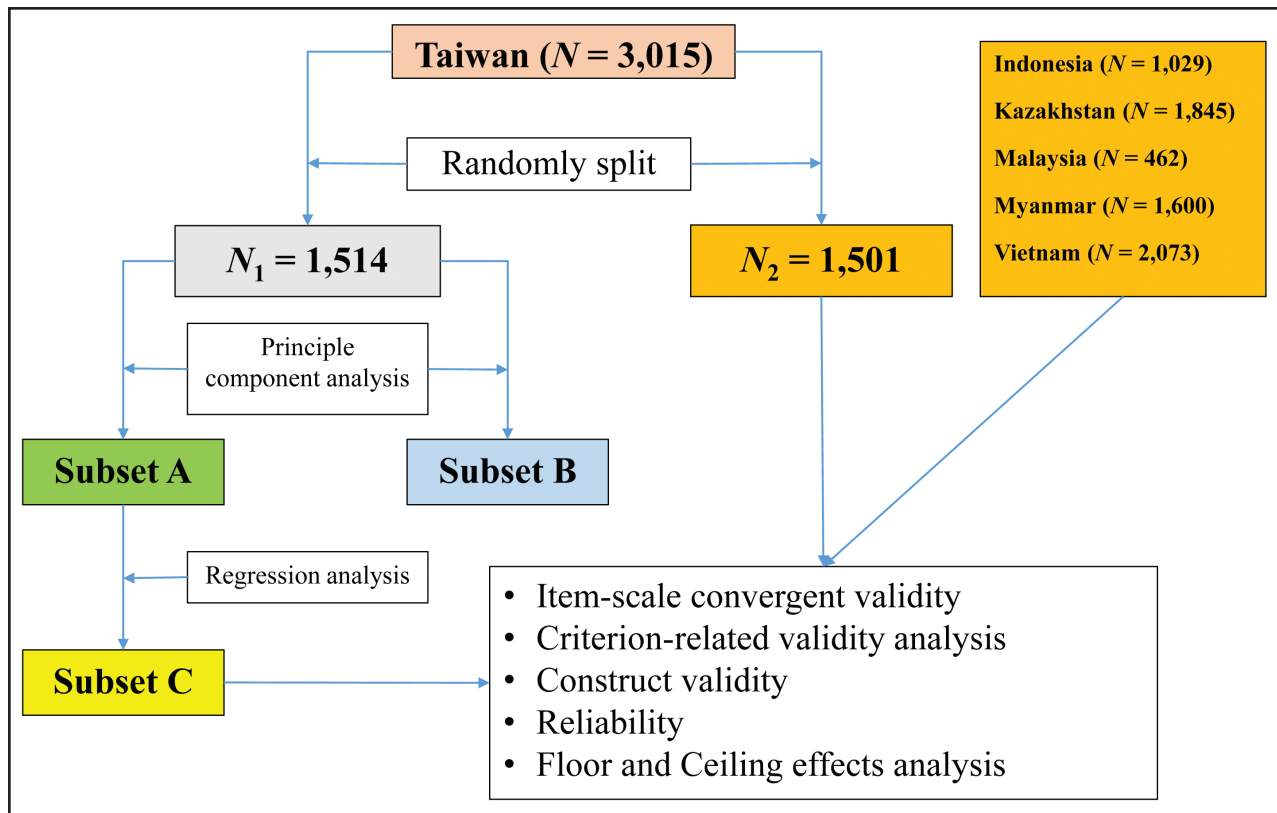 Taiwan (N = 3,015)
Randomly split
N1 = 1,514
N2 = 1,501
Indonesia (N = 1,029)
Kazakhstan (N = 1,845)
Malaysia (N = 462)
Myanmar (N = 1,600)
Vietnam (N = 2,073)
Principle
component analysis
Subset A
Subset B
Regression analysis
Subset C
• Item-scale convergent validity
• Criterion-related validity analysis
• Construct validity
• Reliability
• Floor and Ceiling effects analysis